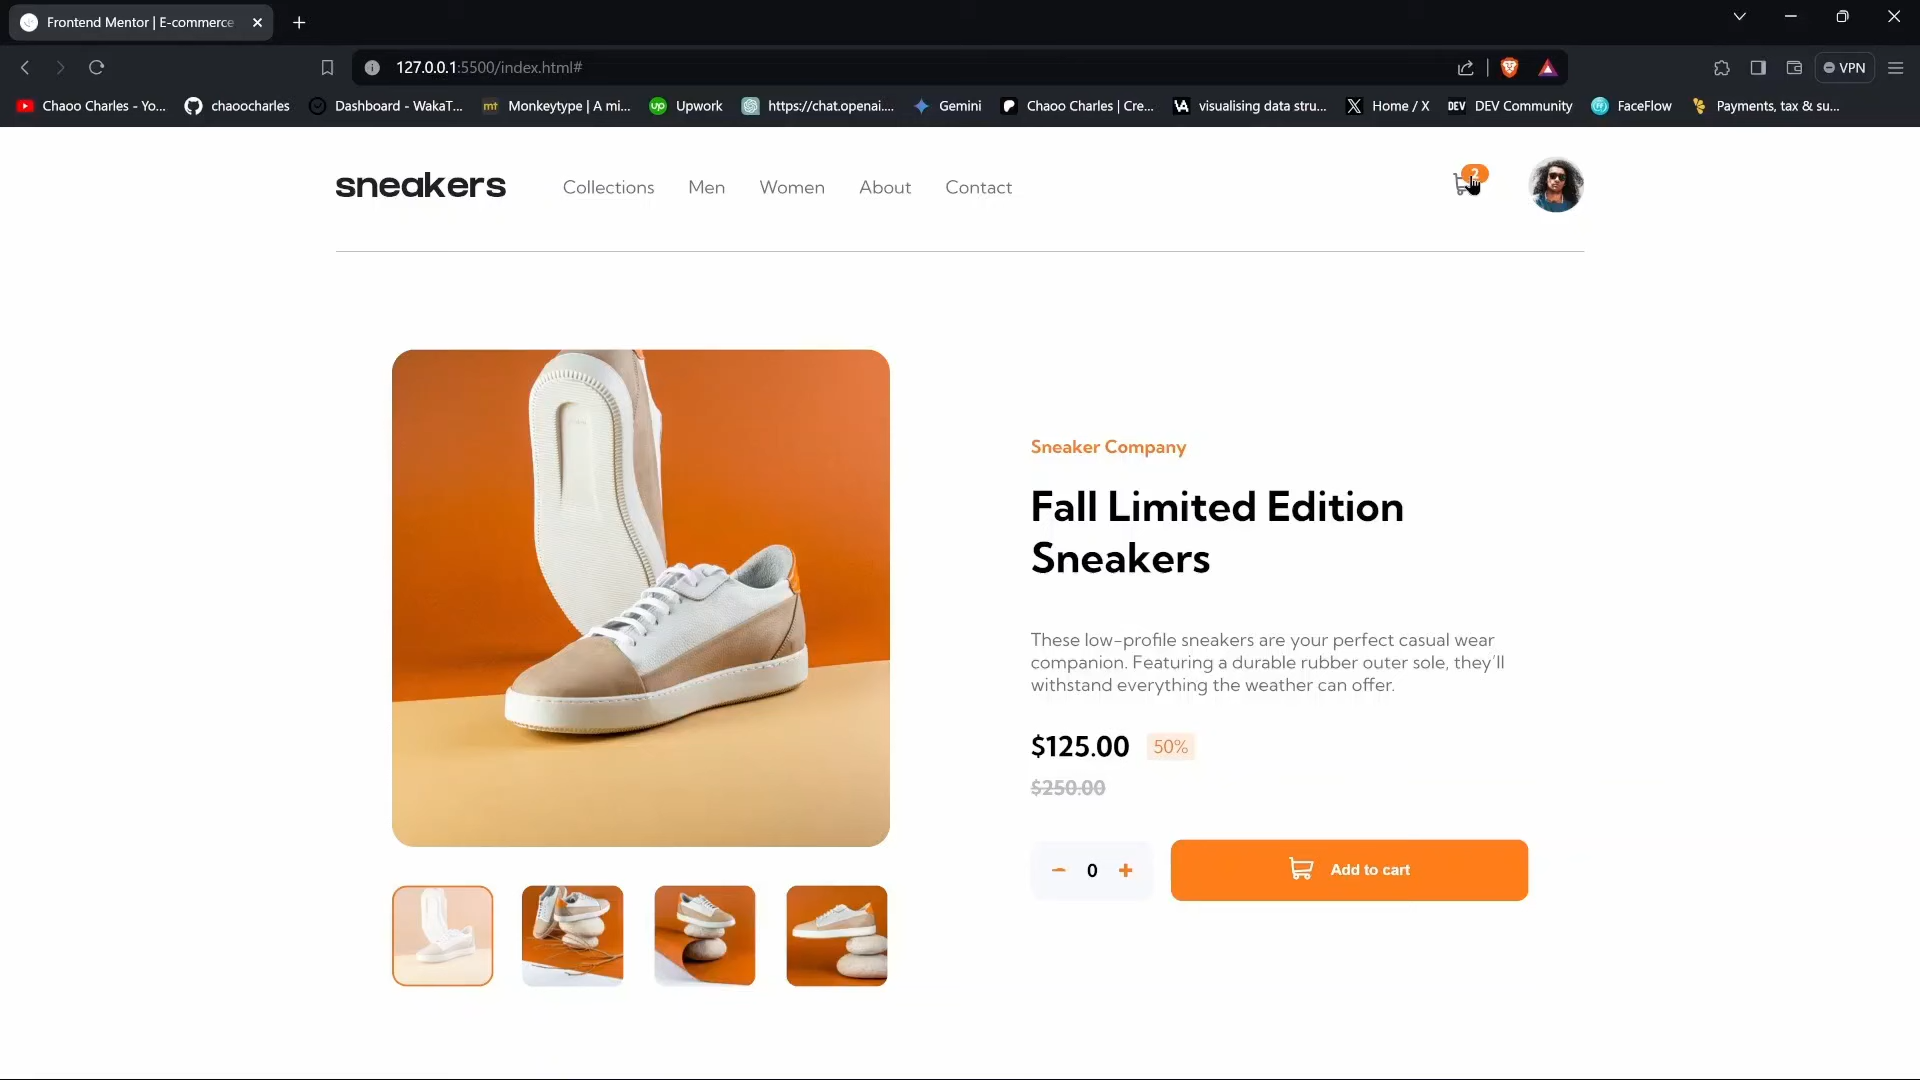 Frontend Mentor | E-commerce
127.0.0.1:5500/index.html#
VPN
Chaoo Charles - Yo...
chaoocharles
Dashboard - WakaT...
mt Monkeytype | A mi...
up Upwork
https://chat.openai....
Gemini
Chaoo Charles | Cre...
VA visualising data stru...
X Home / X
DEV DEV Community
FaceFlow
Payments, tax & su...
sneakers
Collections
Men
Women
About
Contact
2
Sneaker Company
Fall Limited Edition
Sneakers
These low-profile sneakers are your perfect casual wear
companion. Featuring a durable rubber outer sole, they'll
withstand everything the weather can offer.
$125.00 50%
$250.00
0
Add to cart